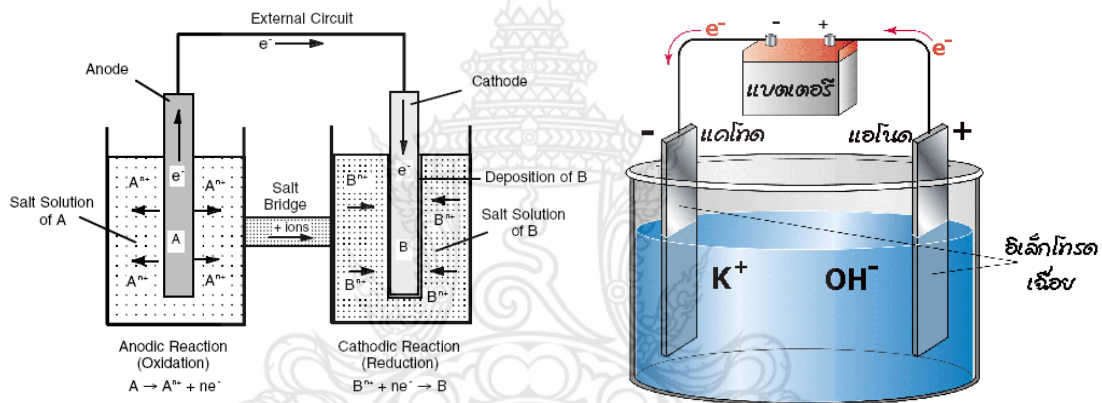 External Circuit
e⁻
Anode
Cathode
e⁻
e⁻
Aⁿ⁺
Aⁿ⁺
A
Aⁿ⁺
Aⁿ⁺
Salt Solution
of A
Salt
Bridge
+ ions
Bⁿ⁺
Bⁿ⁺
B
Bⁿ⁺
Bⁿ⁺
Deposition of B
Salt Solution
of B
Anodic Reaction
(Oxidation)
A → Aⁿ⁺ + ne⁻
Cathodic Reaction
(Reduction)
Bⁿ⁺ + ne⁻ → B
e⁻
- +
e⁻
แบตเตอรี
- แคโทด
แอโนด +
K⁺
OH⁻
อิเล็กโทรด
เฉื่อย